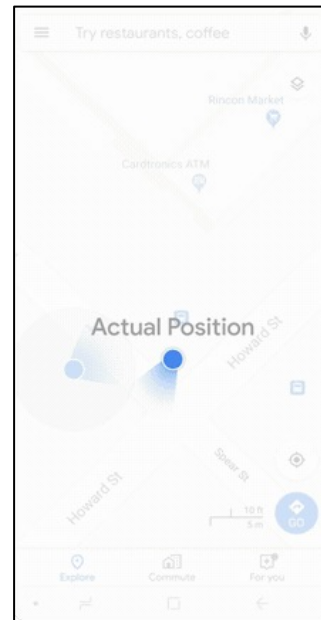 Try restaurants, coffee
Rincon Market
Cardtronics ATM
Actual Position
Howard St
Spear St
Howard St
10 ft
5 m
GO
Explore
Commute
For you